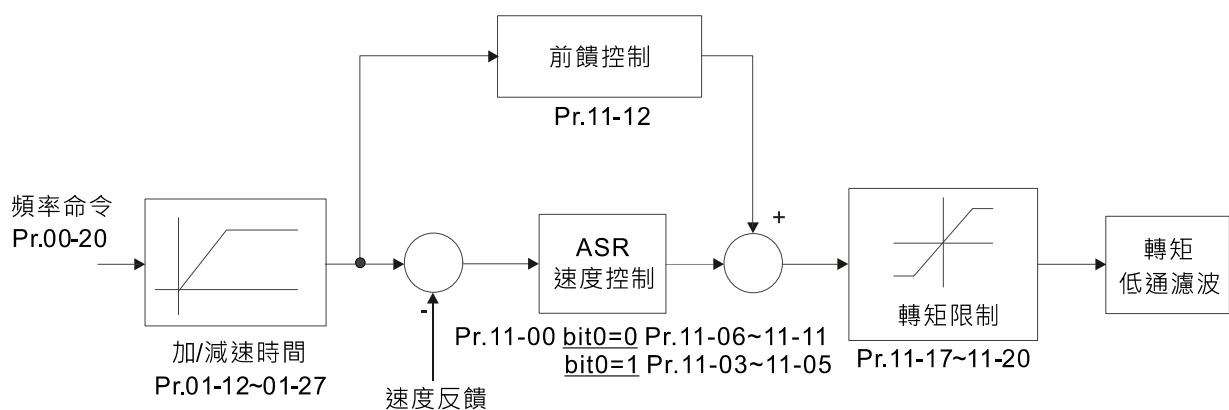 前饋控制
Pr.11-12
頻率命令
Pr.00-20
加/減速時間
Pr.01-12~01-27
-
速度反饋
ASR
速度控制
Pr.11-00 bit0=0 Pr.11-06~11-11
bit0=1 Pr.11-03~11-05
+
轉矩限制
Pr.11-17~11-20
轉矩
低通濾波